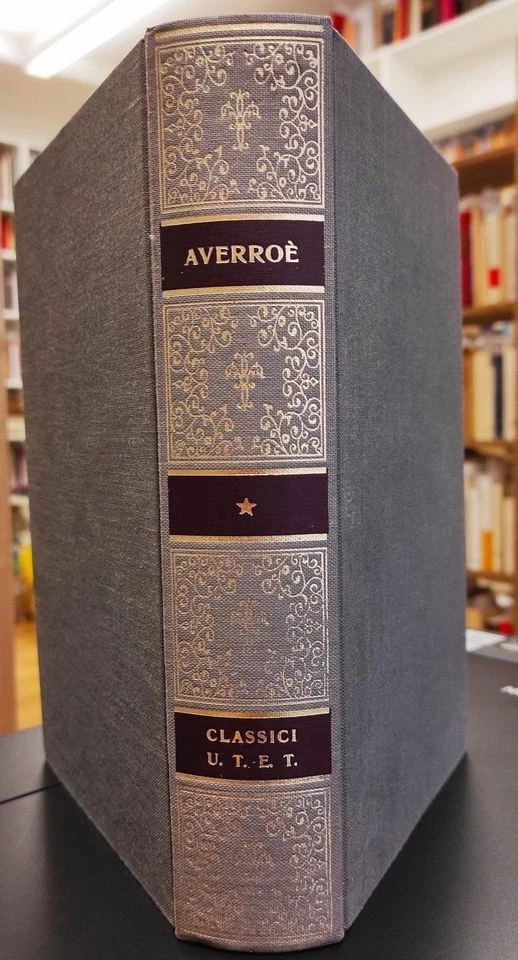 AVERROÈ
CLASSICI
U. T. E. T.